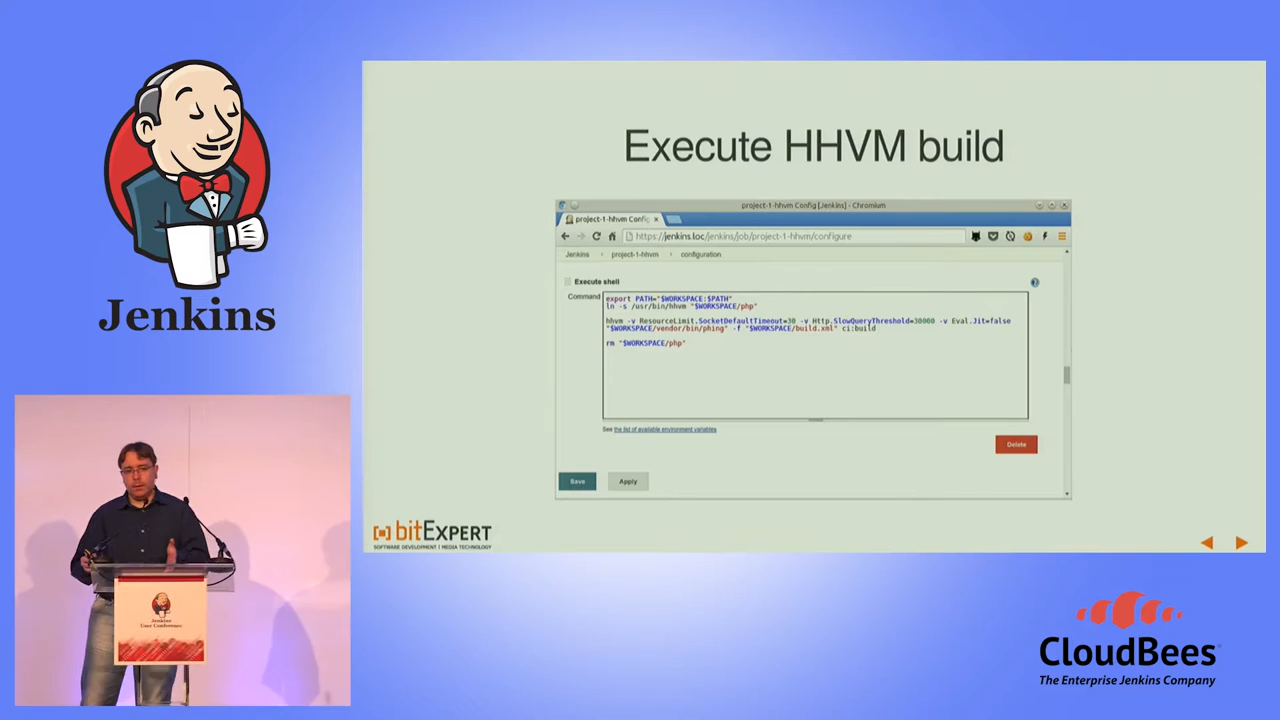 Jenkins
Execute HHVM build
project-1-hhvm Config [Jenkins] - Chromium
project-1-hhvm Config
https://jenkins.loc/jenkins/job/project-1-hhvm/configure
Jenkins
project-1-hhvm
configuration
Execute shell
Command
export PATH="$WORKSPACE:$PATH"
ln -s /usr/bin/hhvm "$WORKSPACE/php"
hhvm -v ResourceLimit.SocketDefaultTimeout=30 -v Http.SlowQueryThreshold=30000 -v Eval.Jit=false
"$WORKSPACE/vendor/bin/phing" -f "$WORKSPACE/build.xml" ci:build
rm "$WORKSPACE/php"
See the list of available environment variables
Delete
Save
Apply
bitExpert
SOFTWARE DEVELOPMENT | MEDIA TECHNOLOGY
Jenkins
User Conference
CloudBees
The Enterprise Jenkins Company